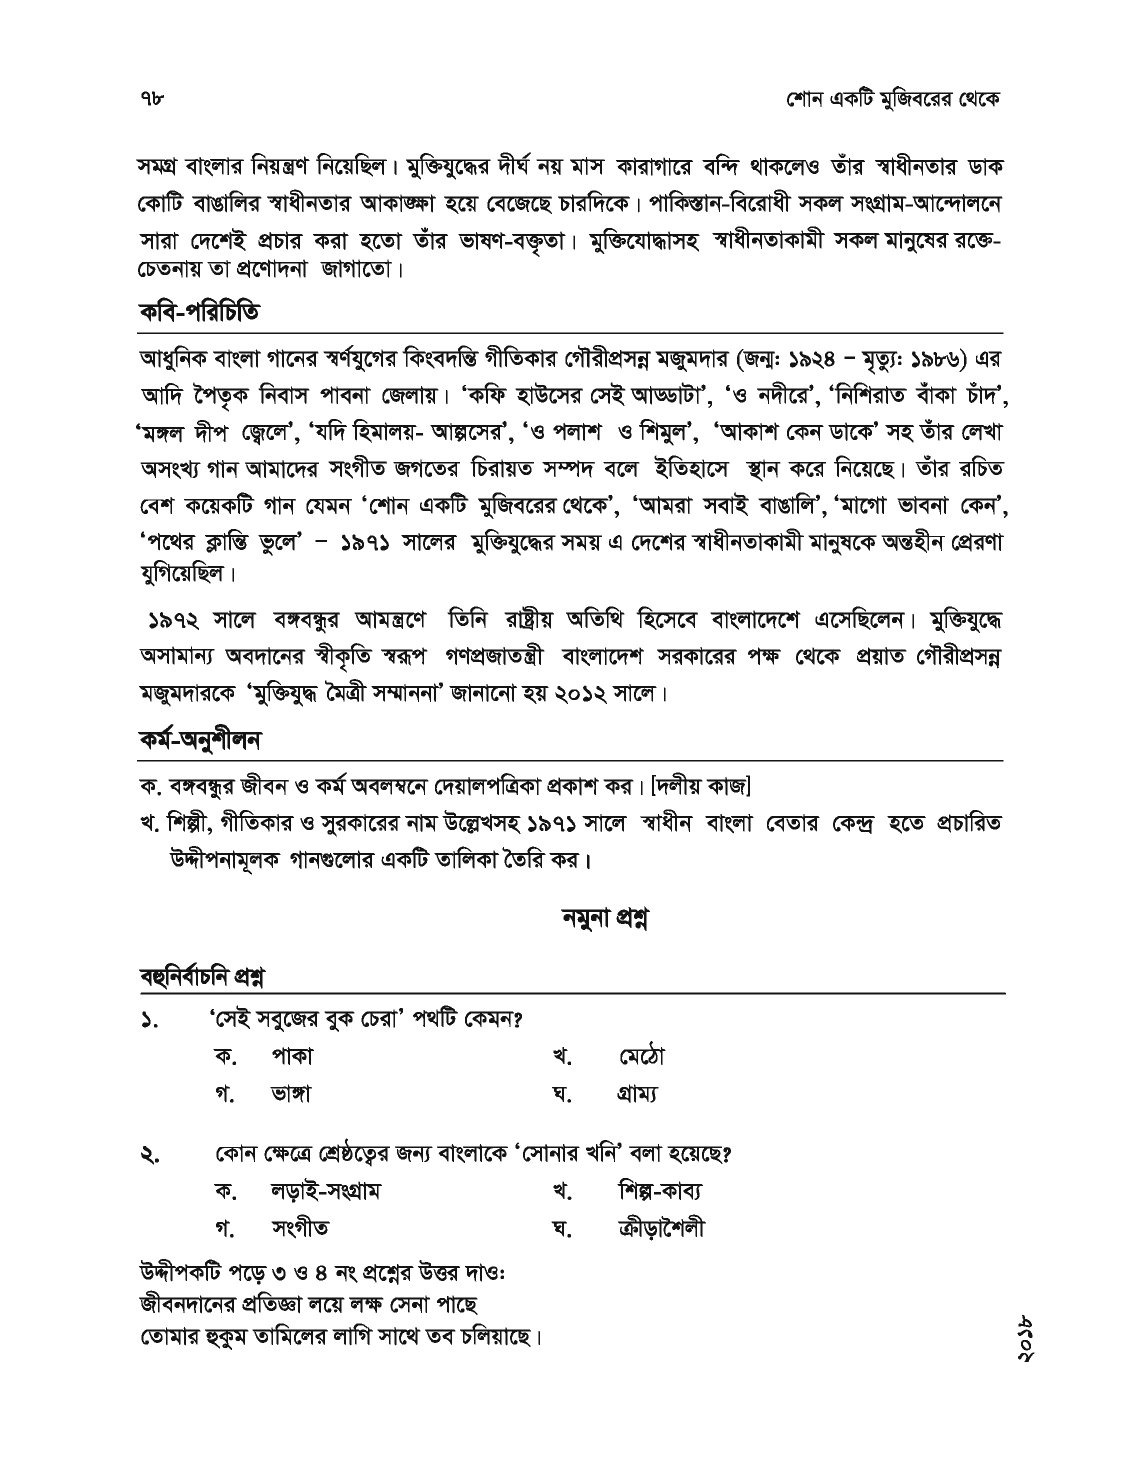 ৭৮ শোন একটি মুজিবরের থেকে
সমগ্র বাংলার নিয়ন্ত্রণ নিয়েছিল। মুক্তিযুদ্ধের দীর্ঘ নয় মাস কারাগারে বন্দি থাকলেও তাঁর স্বাধীনতার ডাক
কোটি বাঙালির স্বাধীনতার আকাঙ্ক্ষা হয়ে বেজেছে চারদিকে। পাকিস্তান-বিরোধী সকল সংগ্রাম-আন্দোলনে
সারা দেশেই প্রচার করা হতো তাঁর ভাষণ-বক্তৃতা। মুক্তিযোদ্ধাসহ স্বাধীনতাকামী সকল মানুষের রক্তে-
চেতনায় তা প্রণোদনা জাগাতো।
কবি-পরিচিতি
আধুনিক বাংলা গানের স্বর্ণযুগের কিংবদন্তি গীতিকার গৌরীপ্রসন্ন মজুমদার (জন্ম: ১৯২৪ – মৃত্যু: ১৯৮৬) এর
আদি পৈতৃক নিবাস পাবনা জেলায়। ‘কফি হাউসের সেই আড্ডাটা’, ‘ও নদীরে’, ‘নিশিরাত বাঁকা চাঁদ’,
‘মঙ্গল দীপ জ্বেলে’, ‘যদি হিমালয়- আল্পসের’, ‘ও পলাশ ও শিমুল’, ‘আকাশ কেন ডাকে’ সহ তাঁর লেখা
অসংখ্য গান আমাদের সংগীত জগতের চিরায়ত সম্পদ বলে ইতিহাসে স্থান করে নিয়েছে। তাঁর রচিত
বেশ কয়েকটি গান যেমন ‘শোন একটি মুজিবরের থেকে’, ‘আমরা সবাই বাঙালি’, ‘মাগো ভাবনা কেন’,
‘পথের ক্লান্তি ভুলে’ – ১৯৭১ সালের মুক্তিযুদ্ধের সময় এ দেশের স্বাধীনতাকামী মানুষকে অন্তহীন প্রেরণা
যুগিয়েছিল।
১৯৭২ সালে বঙ্গবন্ধুর আমন্ত্রণে তিনি রাষ্ট্রীয় অতিথি হিসেবে বাংলাদেশে এসেছিলেন। মুক্তিযুদ্ধে
অসামান্য অবদানের স্বীকৃতি স্বরূপ গণপ্রজাতন্ত্রী বাংলাদেশ সরকারের পক্ষ থেকে প্রয়াত গৌরীপ্রসন্ন
মজুমদারকে ‘মুক্তিযুদ্ধ মৈত্রী সম্মাননা’ জানানো হয় ২০১২ সালে।
কর্ম-অনুশীলন
ক. বঙ্গবন্ধুর জীবন ও কর্ম অবলম্বনে দেয়ালপত্রিকা প্রকাশ কর। [দলীয় কাজ]
খ. শিল্পী, গীতিকার ও সুরকারের নাম উল্লেখসহ ১৯৭১ সালে স্বাধীন বাংলা বেতার কেন্দ্র হতে প্রচারিত
উদ্দীপনামূলক গানগুলোর একটি তালিকা তৈরি কর।
নমুনা প্রশ্ন
বহুনির্বাচনি প্রশ্ন
১. ‘সেই সবুজের বুক চেরা’ পথটি কেমন?
ক. পাকা খ. মেঠো
গ. ভাঙ্গা ঘ. গ্রাম্য
২. কোন ক্ষেত্রে শ্রেষ্ঠত্বের জন্য বাংলাকে ‘সোনার খনি’ বলা হয়েছে?
ক. লড়াই-সংগ্রাম খ. শিল্প-কাব্য
গ. সংগীত ঘ. ক্রীড়াশৈলী
উদ্দীপকটি পড়ে ৩ ও ৪ নং প্রশ্নের উত্তর দাও:
জীবনদানের প্রতিজ্ঞা লয়ে লক্ষ সেনা পাছে
তোমার হুকুম তামিলের লাগি সাথে তব চলিয়াছে।
২০১৮